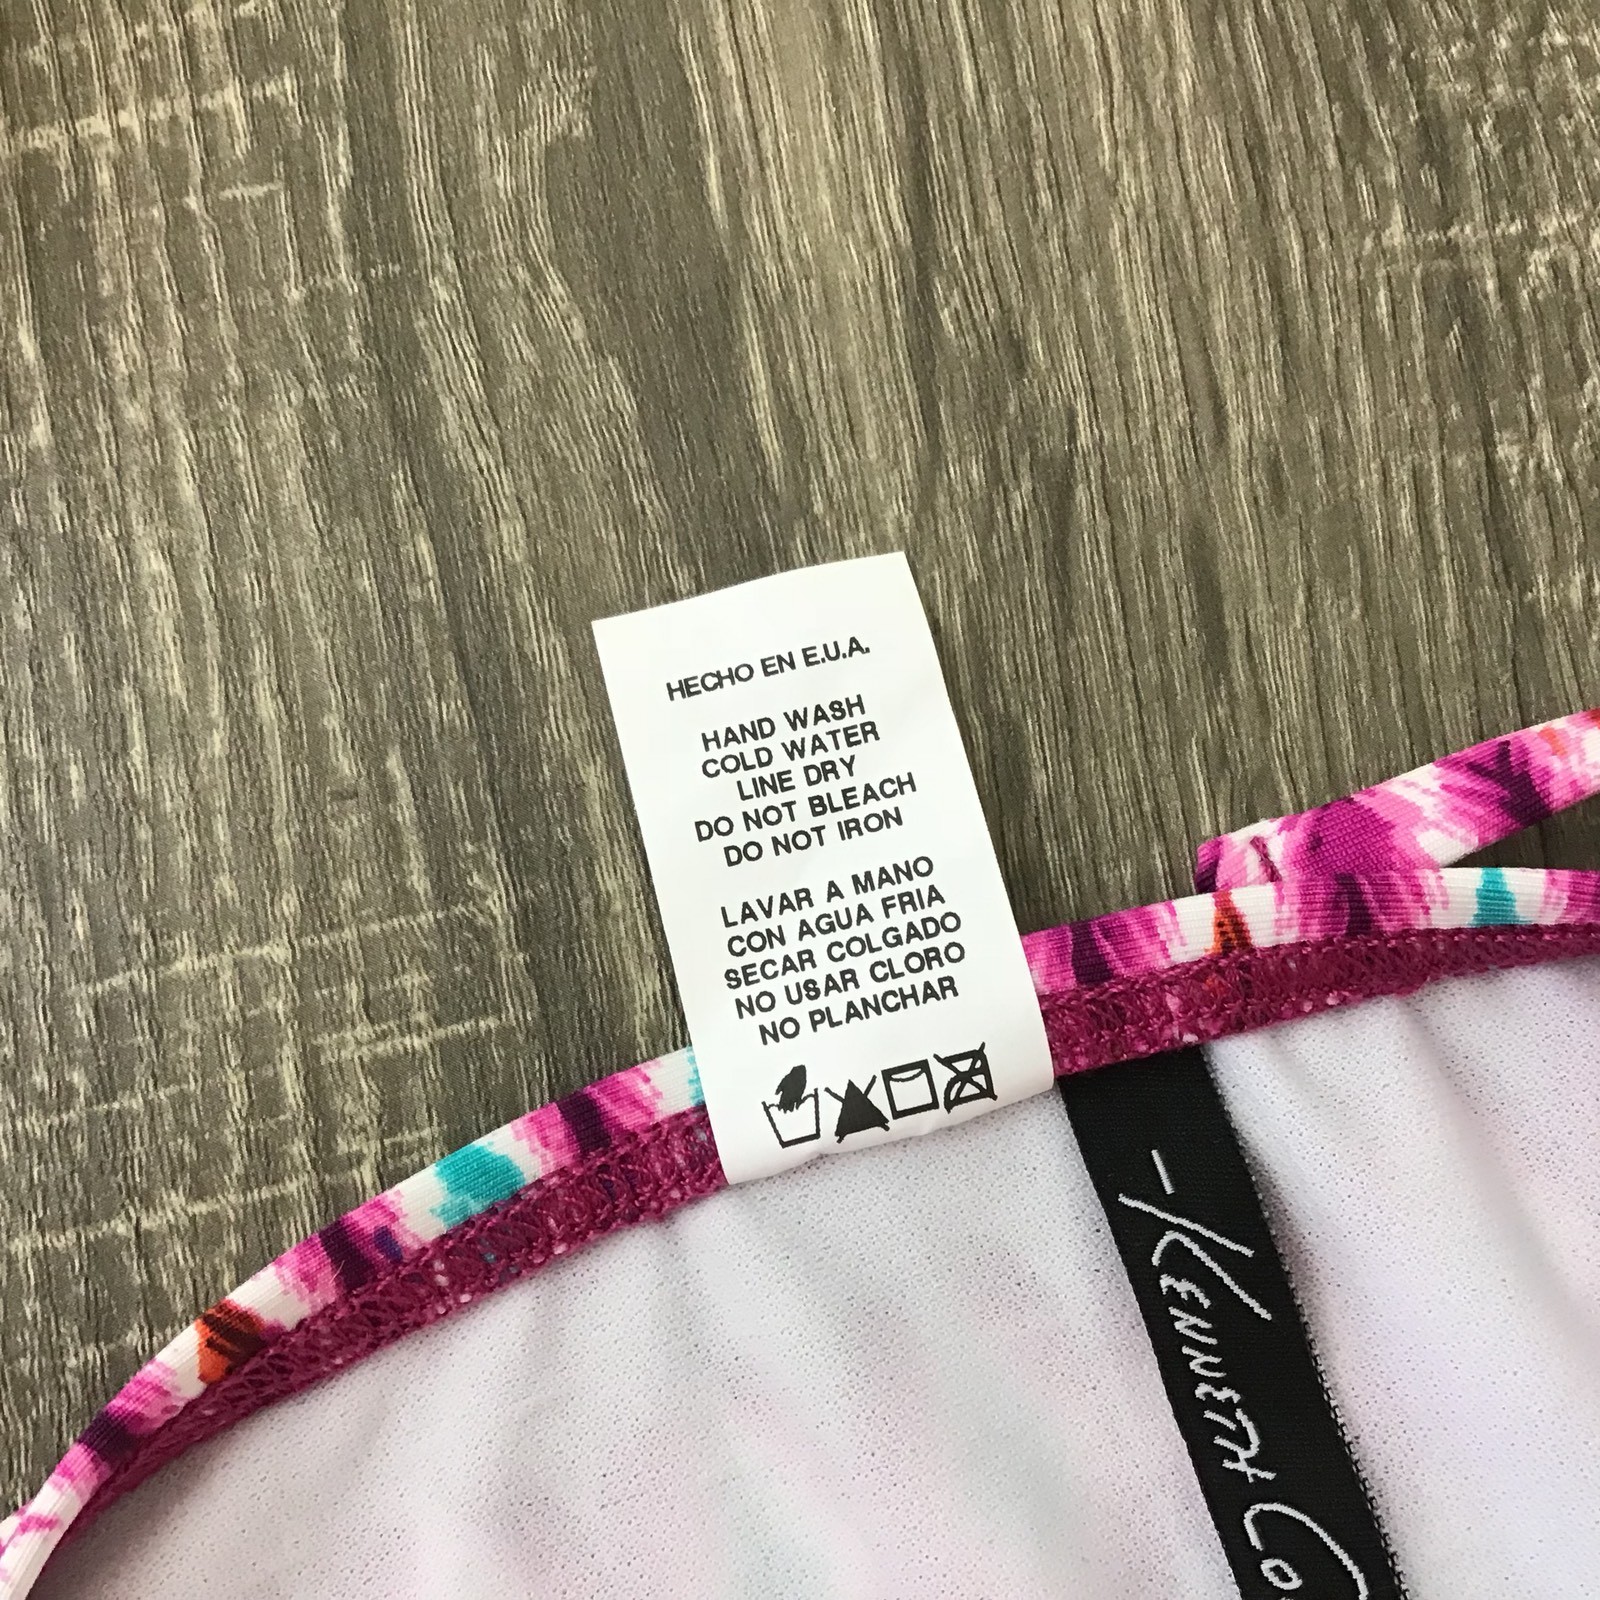 HECHO EN E.U.A.
HAND WASH
COLD WATER
LINE DRY
DO NOT BLEACH
DO NOT IRON
LAVAR A MANO
CON AGUA FRIA
SECAR COLGADO
NO USAR CLORO
NO PLANCHAR
KENNETH